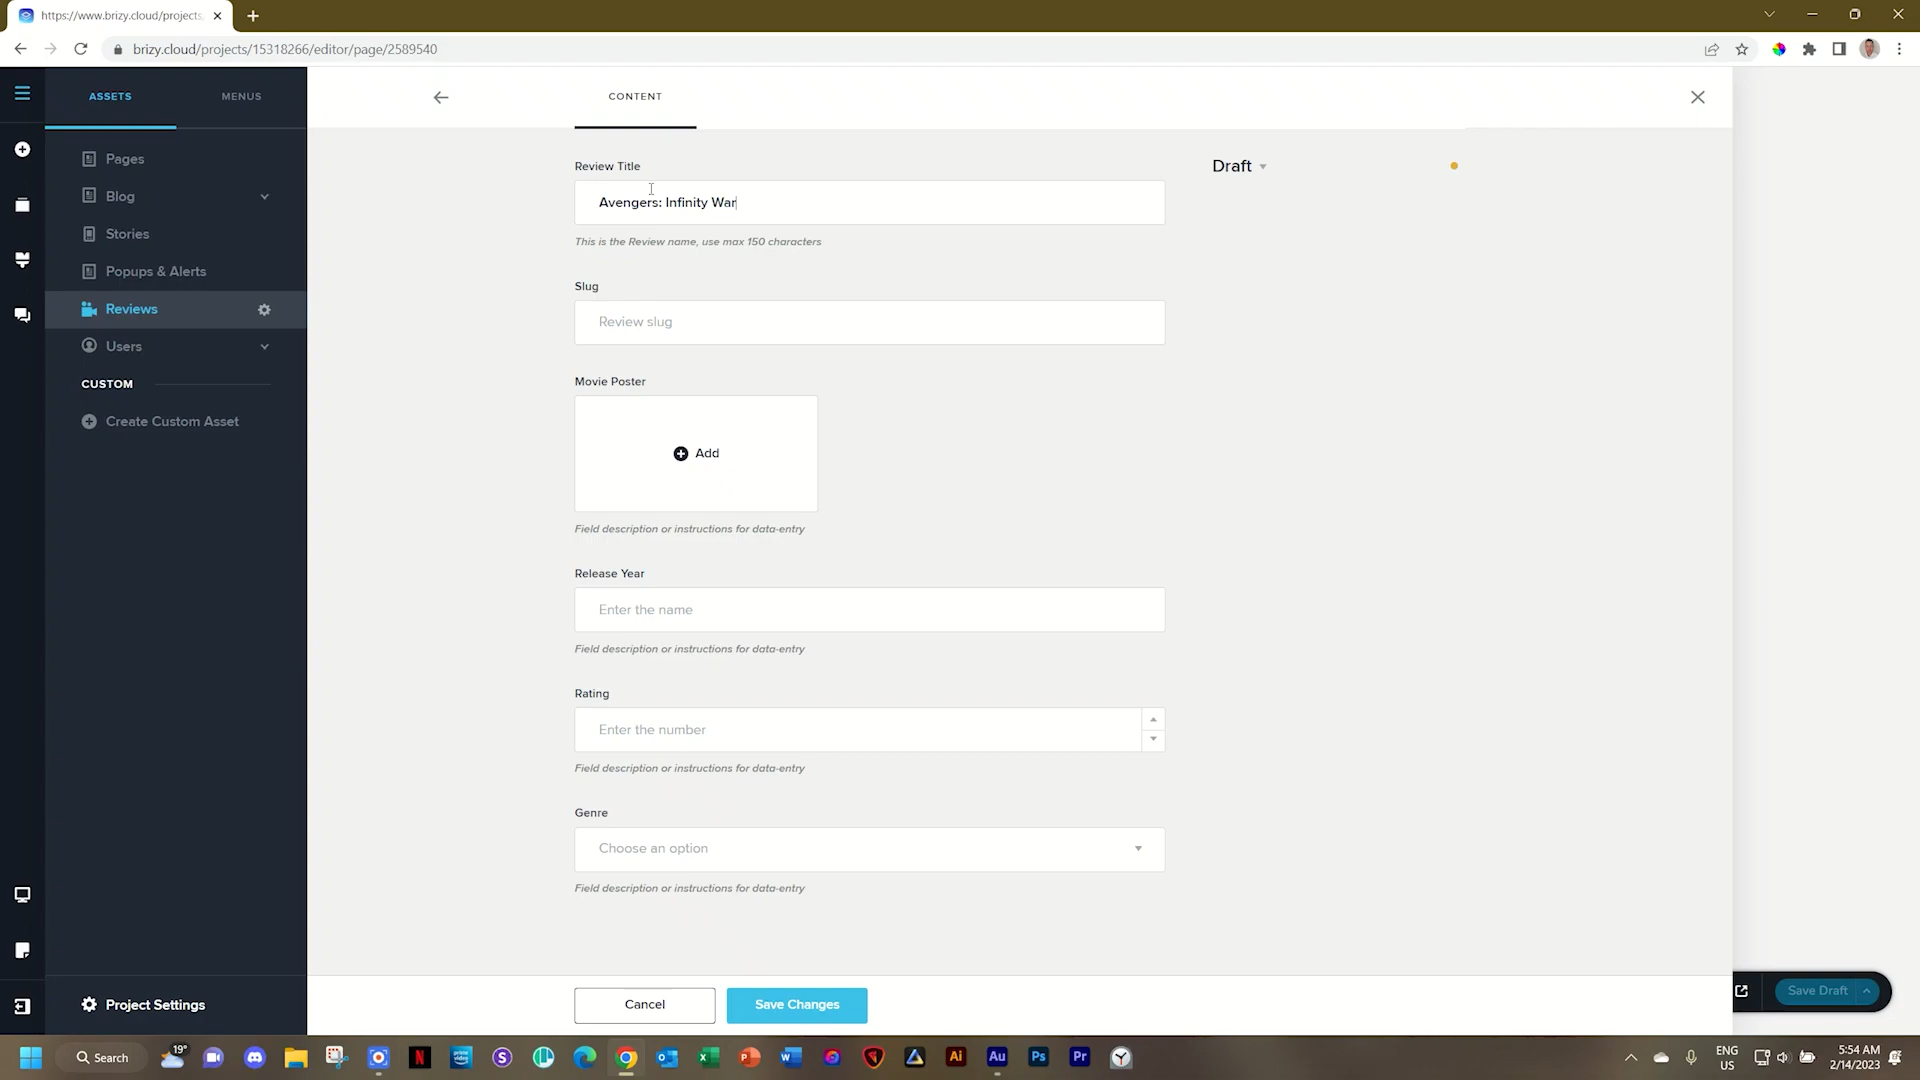 https://www.brizy.cloud/projects
brizy.cloud/projects/15318266/editor/page/2589540
ASSETS
MENUS
CONTENT
Pages
Blog
Stories
Popups & Alerts
Reviews
Users
CUSTOM
Create Custom Asset
Project Settings
Review Title
Draft
Avengers: Infinity War
This is the Review name, use max 150 characters
Slug
Review slug
Movie Poster
Add
Field description or instructions for data-entry
Release Year
Enter the name
Field description or instructions for data-entry
Rating
Enter the number
Field description or instructions for data-entry
Genre
Choose an option
Field description or instructions for data-entry
Cancel
Save Changes
Save Draft
Search
19°
Ai
Au
Ps
Pr
ENG
US
5:54 AM
2/14/2023